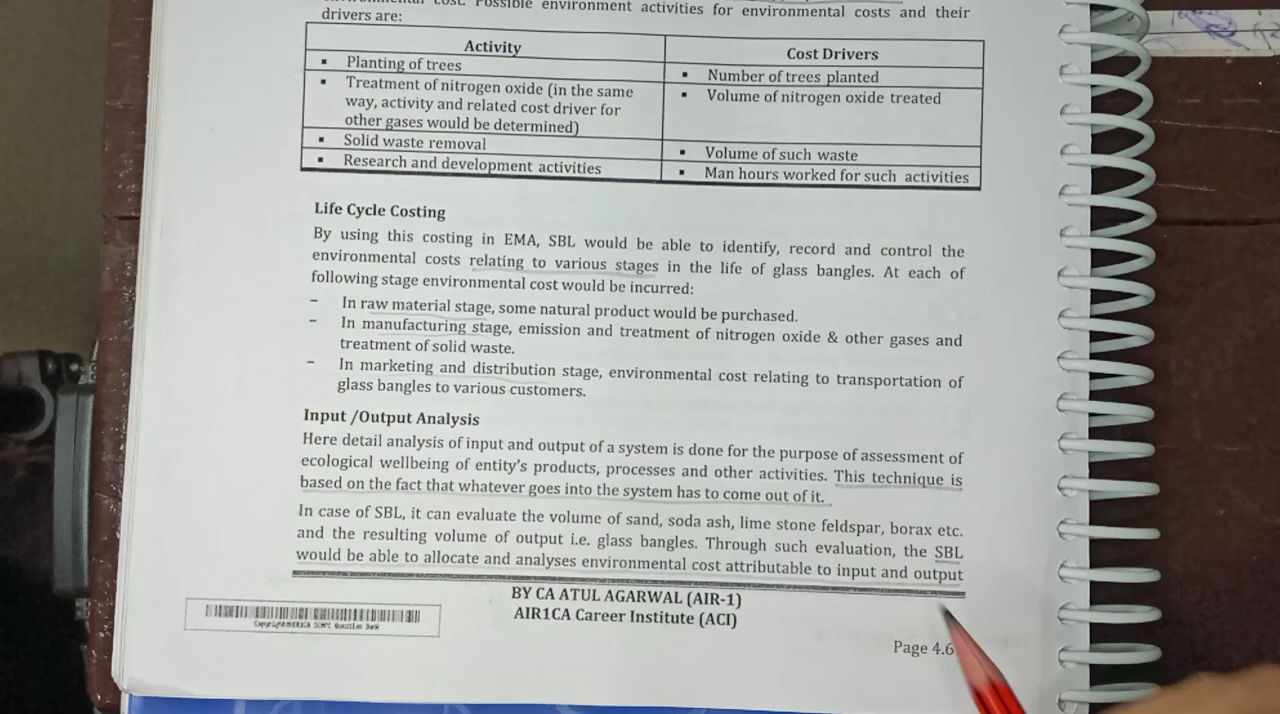 cost. Possible environment activities for environmental costs and their
drivers are:
Activity
Cost Drivers
▪ Planting of trees
▪ Number of trees planted
▪ Treatment of nitrogen oxide (in the same
way, activity and related cost driver for
other gases would be determined)
▪ Volume of nitrogen oxide treated
▪ Solid waste removal
▪ Volume of such waste
▪ Research and development activities
▪ Man hours worked for such activities
Life Cycle Costing
By using this costing in EMA, SBL would be able to identify, record and control the
environmental costs relating to various stages in the life of glass bangles. At each of
following stage environmental cost would be incurred:
– In raw material stage, some natural product would be purchased.
– In manufacturing stage, emission and treatment of nitrogen oxide & other gases and
treatment of solid waste.
– In marketing and distribution stage, environmental cost relating to transportation of
glass bangles to various customers.
Input /Output Analysis
Here detail analysis of input and output of a system is done for the purpose of assessment of
ecological wellbeing of entity's products, processes and other activities. This technique is
based on the fact that whatever goes into the system has to come out of it.
In case of SBL, it can evaluate the volume of sand, soda ash, lime stone feldspar, borax etc.
and the resulting volume of output i.e. glass bangles. Through such evaluation, the SBL
would be able to allocate and analyses environmental cost attributable to input and output
BY CA ATUL AGARWAL (AIR-1)
AIR1CA Career Institute (ACI)
Page 4.6